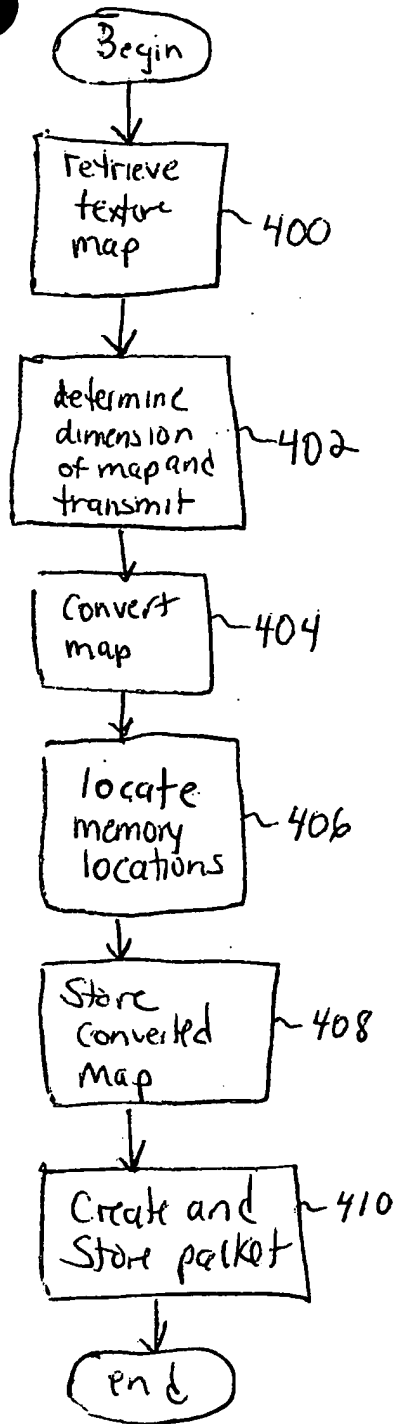 Begin
retrieve
texture
map
400
determine
dimension
of map and
transmit
402
Convert
map
404
locate
memory
locations
406
Store
Converted
Map
408
Create and
Store packet
410
end